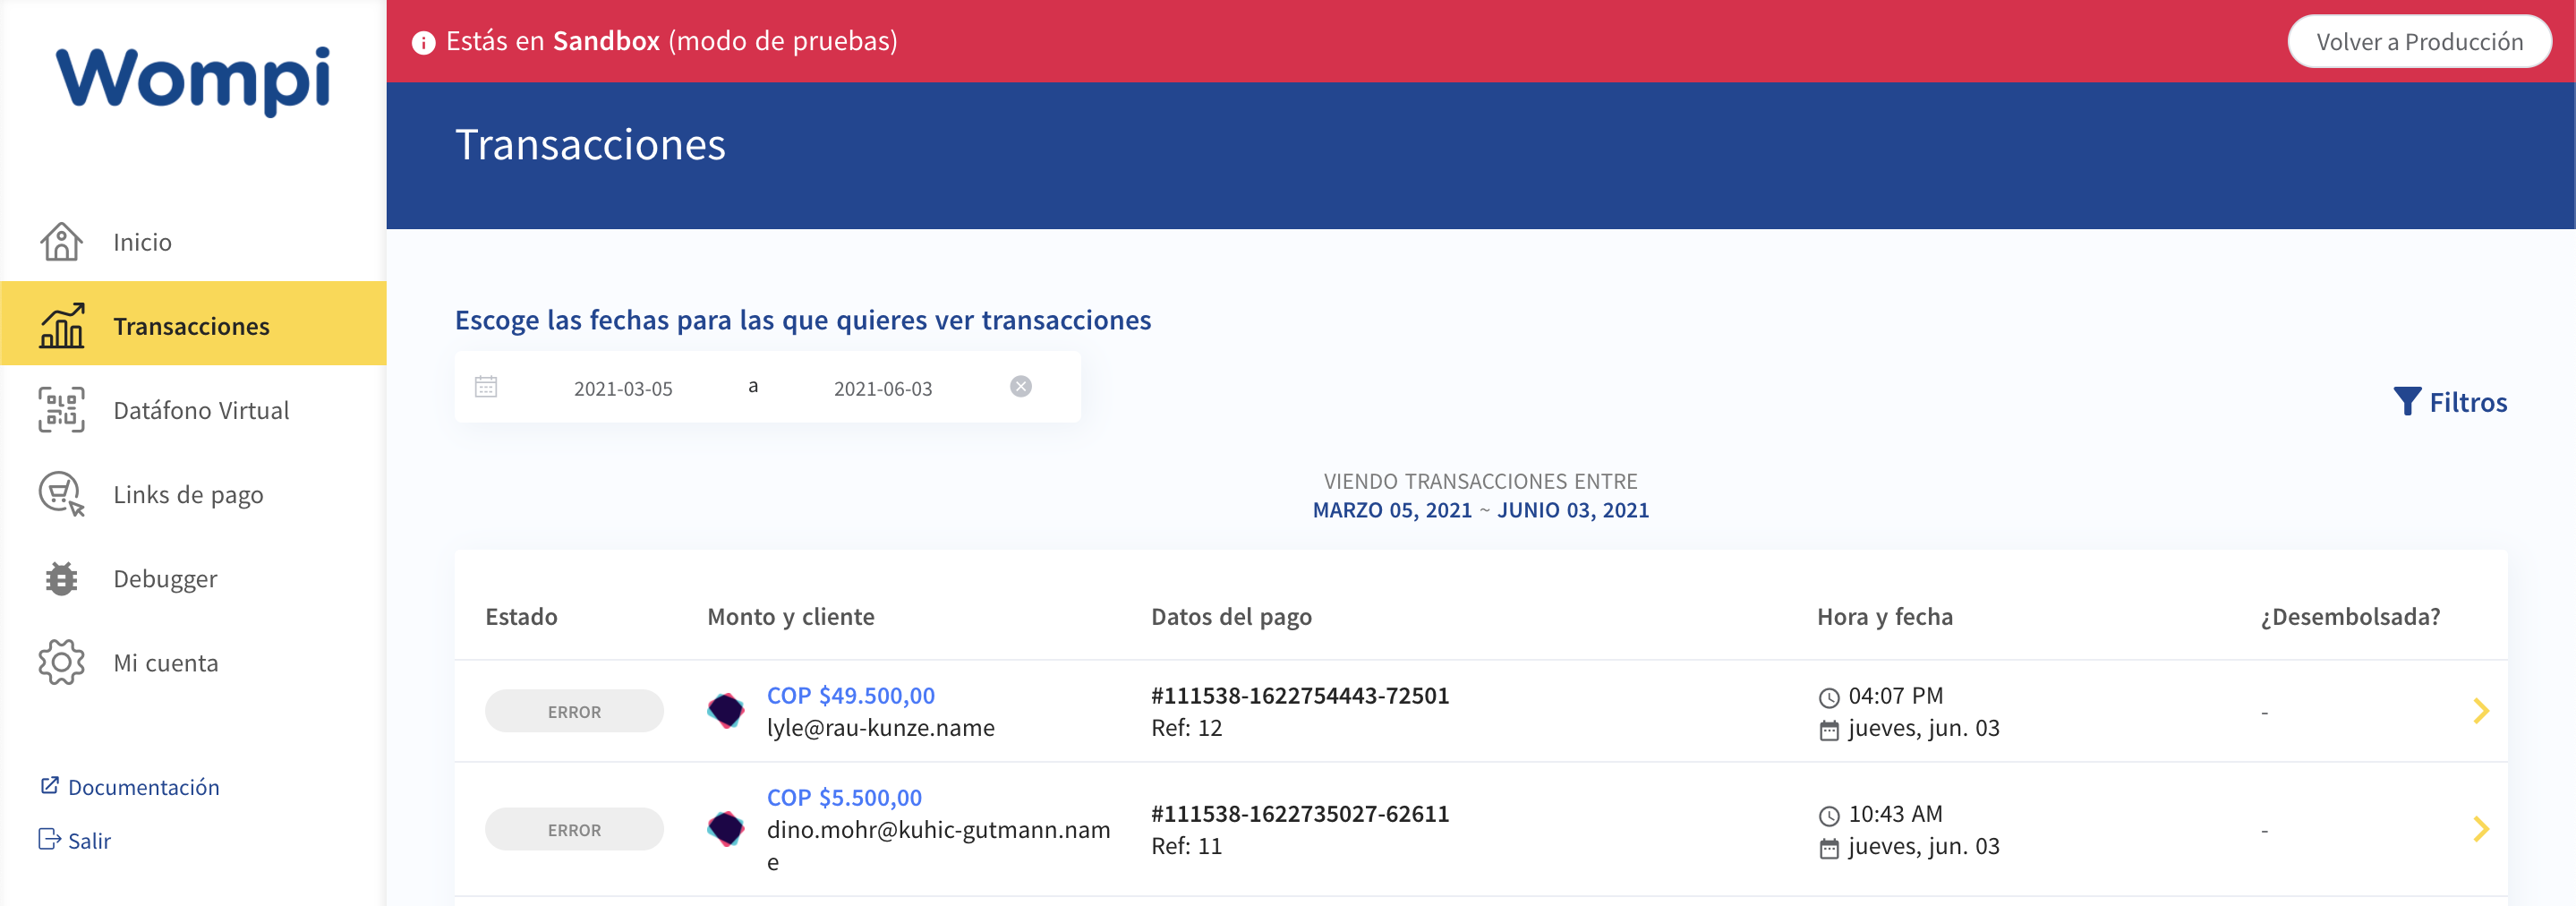 Wompi
Estás en Sandbox (modo de pruebas)
Volver a Producción
Transacciones
Inicio
Transacciones
Datáfono Virtual
Links de pago
Debugger
Mi cuenta
Documentación
Salir
Escoge las fechas para las que quieres ver transacciones
2021-03-05 a 2021-06-03
Filtros
VIENDO TRANSACCIONES ENTRE
MARZO 05, 2021 ~ JUNIO 03, 2021
Estado Monto y cliente Datos del pago Hora y fecha ¿Desembolsada?
ERROR
COP $49.500,00
lyle@rau-kunze.name
#111538-1622754443-72501
Ref: 12
04:07 PM
jueves, jun. 03
-
ERROR
COP $5.500,00
dino.mohr@kuhic-gutmann.nam
e
#111538-1622735027-62611
Ref: 11
10:43 AM
jueves, jun. 03
-